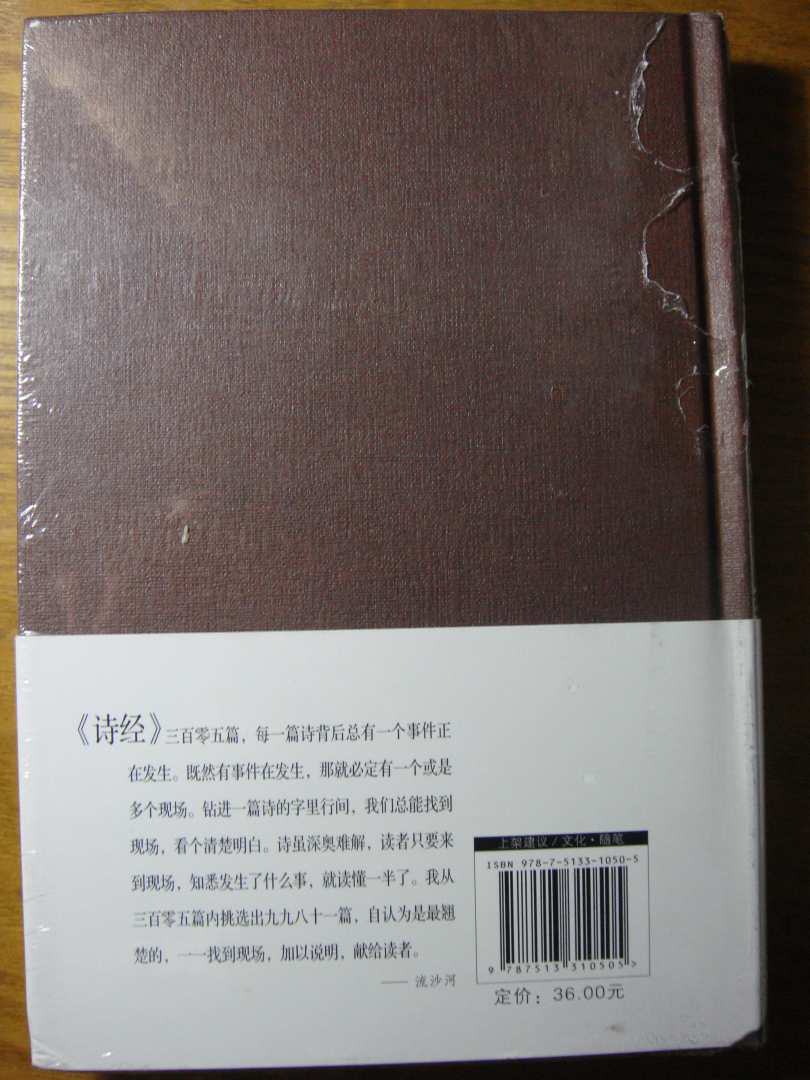 《诗经》三百零五篇，每一篇诗背后总有一个事件正
在发生。既然有事件在发生，那就必定有一个或是
多个现场。钻进一篇诗的字里行间，我们总能找到
现场，看个清楚明白。诗虽深奥难解，读者只要来
到现场，知悉发生了什么事，就读懂一半了。我从
三百零五篇内挑选出九九八十一篇，自认为是最翘
楚的，一一找到现场，加以说明，献给读者。
—— 流沙河
上架建议/文化·随笔
ISBN 978-7-5133-1050-5
9 787513 310505>
定价：36.00元